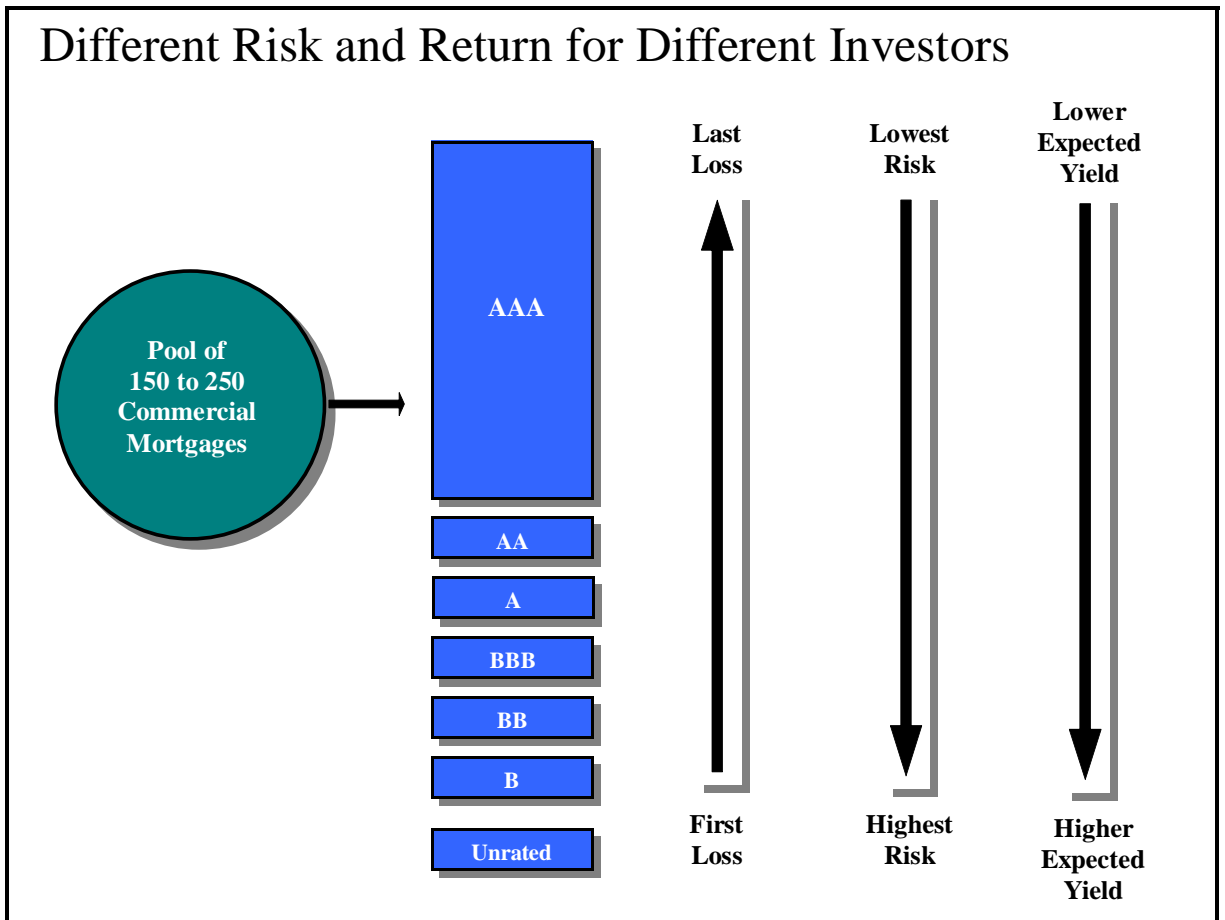 Different Risk and Return for Different Investors
Pool of
150 to 250
Commercial
Mortgages
AAA
AA
A
BBB
BB
B
Unrated
Last
Loss
First
Loss
Lowest
Risk
Highest
Risk
Lower
Expected
Yield
Higher
Expected
Yield